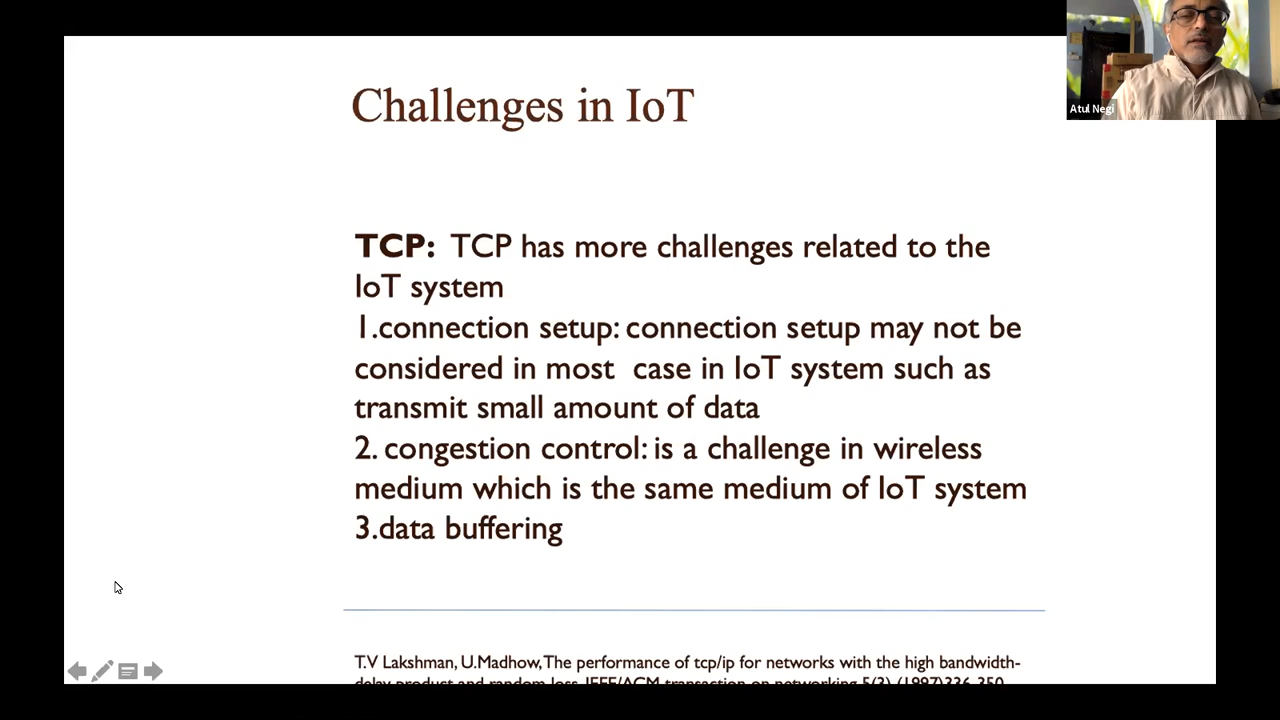 Challenges in IoT
Atul Negi
TCP: TCP has more challenges related to the
IoT system
1.connection setup: connection setup may not be
considered in most case in IoT system such as
transmit small amount of data
2. congestion control: is a challenge in wireless
medium which is the same medium of IoT system
3.data buffering
T.V Lakshman, U.Madhow, The performance of tcp/ip for networks with the high bandwidth-
delay product and random loss, IEEE/ACM transaction on networking 5(3) (1997)336-350